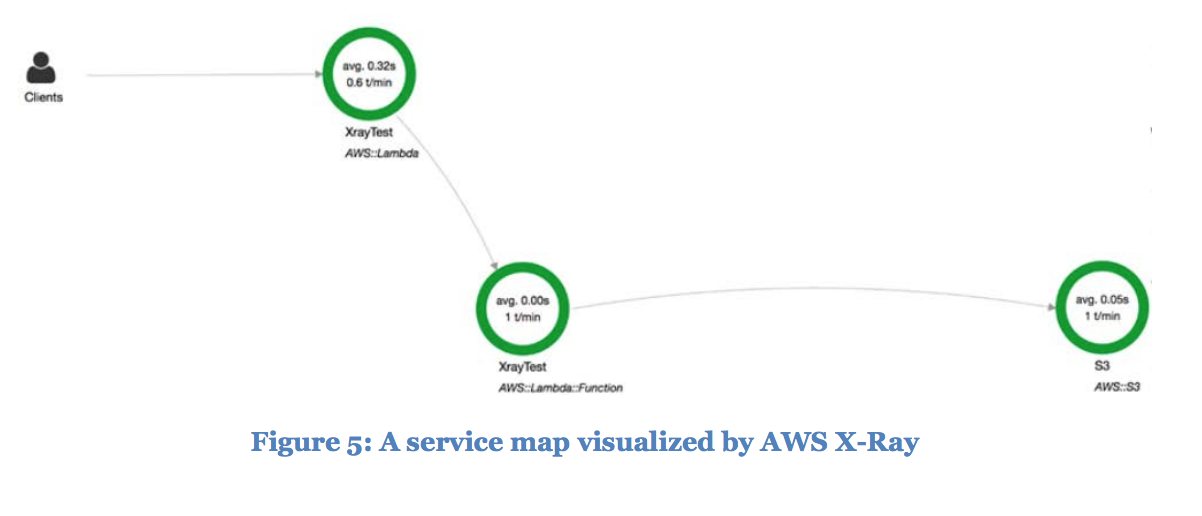 avg. 0.32s
0.6 t/min
Clients
XrayTest
AWS::Lambda
avg. 0.00s
1 t/min
XrayTest
AWS::Lambda::Function
avg. 0.05s
1 t/min
S3
AWS::S3
Figure 5: A service map visualized by AWS X-Ray